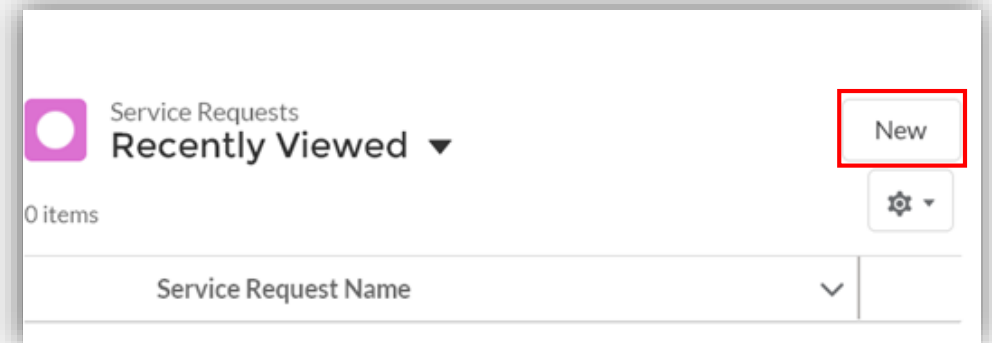 Service Requests
Recently Viewed
New
0 items
Service Request Name